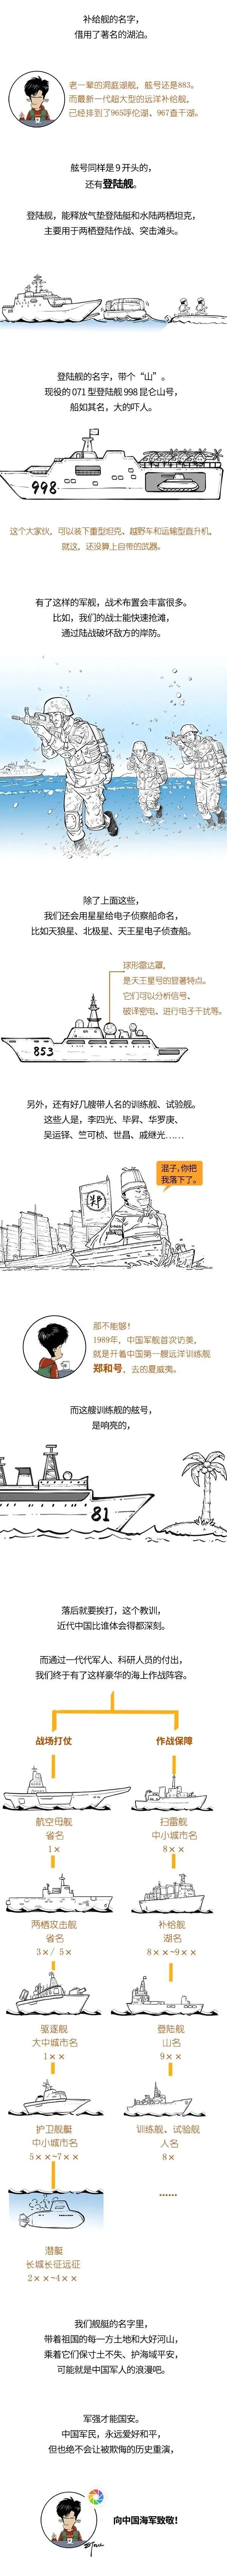 补给舰的名字，
借用了著名的湖泊。
老一辈的洞庭湖舰，舷号还是883。
而最新一代超大型的远洋补给舰，
已经排到了965呼伦湖、967查干湖。
舷号同样是 9 开头的，
还有登陆舰。
登陆舰，能释放气垫登陆艇和水陆两栖坦克，
主要用于两栖登陆作战、突击滩头。
登陆舰的名字，带个“山”。
现役的 071 型登陆舰 998 昆仑山号，
船如其名，大的吓人。
998
这个大家伙，可以装下重型坦克、越野车和运输型直升机，
就这，还没算上自带的武器。
有了这样的军舰，战术布置会丰富很多。
比如，我们的战士能快速抢滩，
通过陆战破坏敌方的岸防。
除了上面这些，
我们还会用星星给电子侦察船命名，
比如天狼星、北极星、天王星电子侦查船。
球形雷达罩，
是天王星号的显著特点。
它们可以分析信号、
破译密电、进行电子干扰等。
853
另外，还有好几艘带人名的训练舰、试验舰。
这些人是，李四光、毕昇、华罗庚、
吴运铎、竺可桢、世昌、戚继光……
混子，你把
我落下了。
郑
那不能够！
1989年，中国军舰首次访美，
就是开着中国第一艘远洋训练舰
郑和号，去的夏威夷。
而这艘训练舰的舷号，
是响亮的，
81
落后就要挨打，这个教训，
近代中国比谁体会得都深刻。
而通过一代代军人、科研人员的付出，
我们终于有了这样豪华的海上作战阵容。
战场打仗
作战保障
航空母舰
省名
1×
扫雷舰
中小城市名
8××
两栖攻击舰
省名
3×/ 5×
补给舰
湖名
8××~9××
驱逐舰
大中城市名
1××
登陆舰
山名
9××
护卫舰艇
中小城市名
5××~7××
训练舰、试验舰
人名
8×
……
潜艇
长城长征远征
2××~4××
我们舰艇的名字里，
带着祖国的每一方土地和大好河山，
乘着它们保寸土不失、护海域平安，
可能就是中国军人的浪漫吧。
军强才能国安。
中国军民，永远爱好和平，
但也绝不会让被欺侮的历史重演，
向中国海军致敬！